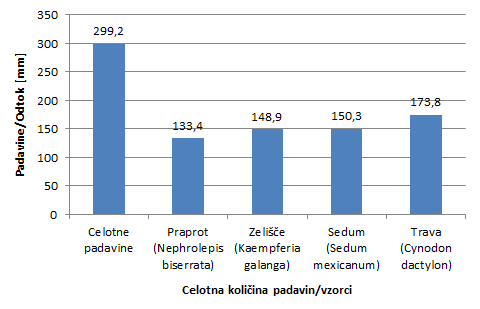 Padavine/Odtok [mm]
350
300
250
200
150
100
50
0
299,2
133,4
148,9
150,3
173,8
Celotne
padavine
Praprot
(Nephrolepis
biserrata)
Zelišče
(Kaempferia
galanga)
Sedum
(Sedum
mexicanum)
Trava
(Cynodon
dactylon)
Celotna količina padavin/vzorci